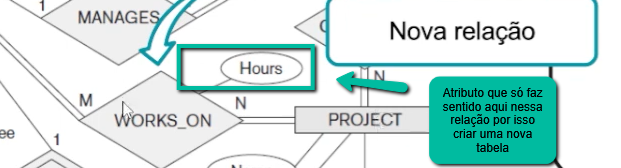 1
MANAGES
C
Nova relação
Hours
N
M
N
WORKS_ON
PROJECT
Atributo que só faz
sentido aqui nessa
relação por isso
criar uma nova
tabela
ee
1